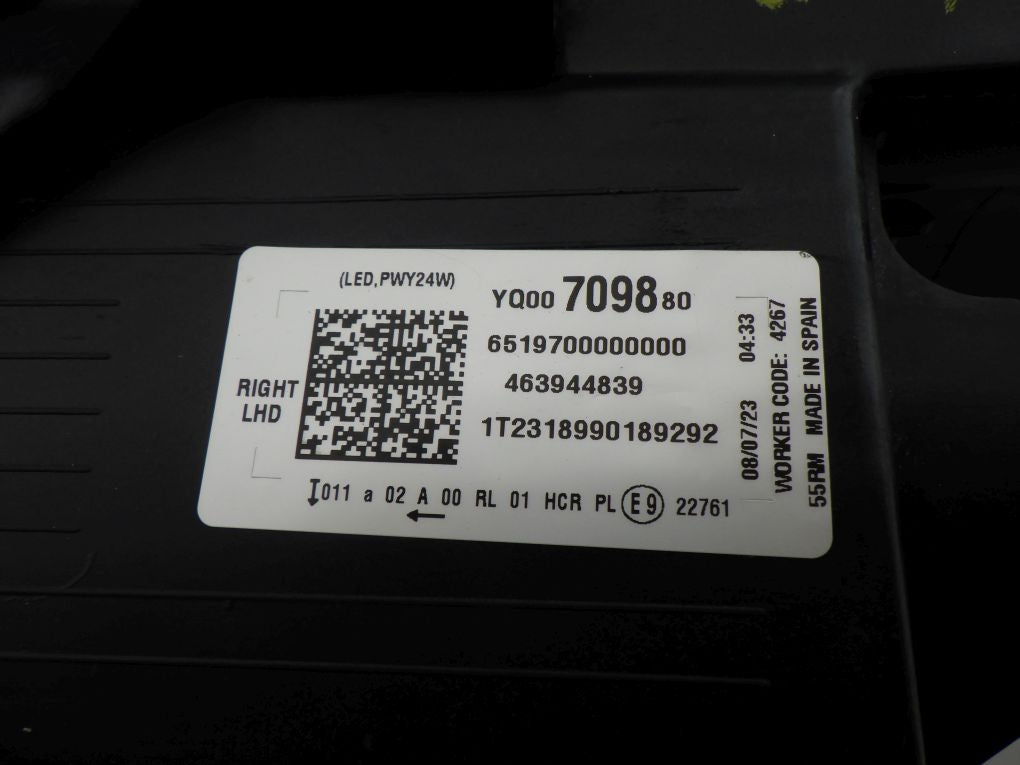 (LED,PWY24W)
YQ00 7098 80
6519700000000
463944839
1T2318990189292
RIGHT
LHD
I011 a 02 A 00 RL 01 HCR PL E9 22761
08/07/23 04:33
WORKER CODE: 4267
55RM MADE IN SPAIN